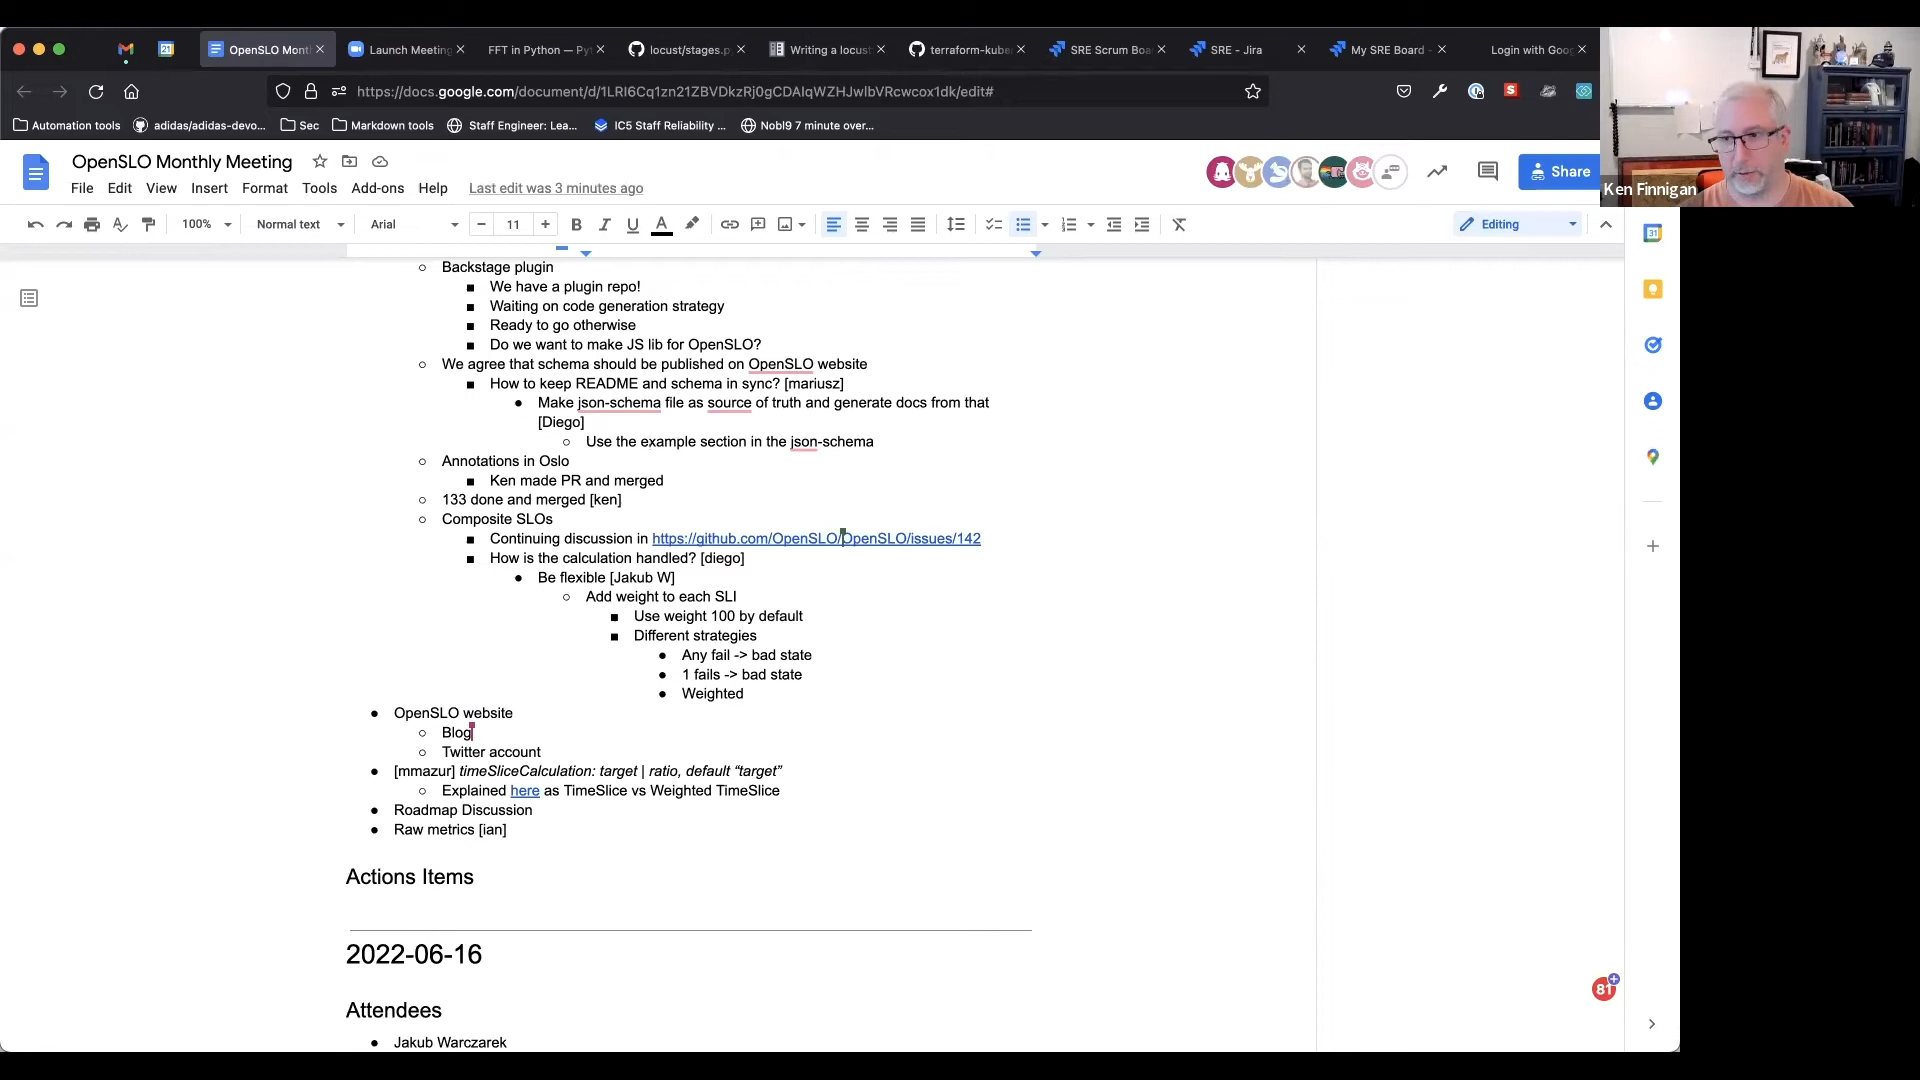 OpenSLO Mont
Launch Meeting
FFT in Python — Pyt
locust/stages.p
Writing a locust
terraform-kube
SRE Scrum Boa
SRE - Jira
My SRE Board -
Login with Goog
https://docs.google.com/document/d/1LRI6Cq1zn21ZBVDkzRj0gCDAlqWZHJwlbVRcwcox1dk/edit#
Automation tools
adidas/adidas-devo...
Sec
Markdown tools
Staff Engineer: Lea...
IC5 Staff Reliability ...
Nobl9 7 minute over...
OpenSLO Monthly Meeting
Share
Ken Finnigan
File Edit View Insert Format Tools Add-ons Help Last edit was 3 minutes ago
100% Normal text Arial 11 Editing
Backstage plugin
We have a plugin repo!
Waiting on code generation strategy
Ready to go otherwise
Do we want to make JS lib for OpenSLO?
We agree that schema should be published on OpenSLO website
How to keep README and schema in sync? [mariusz]
Make json-schema file as source of truth and generate docs from that
[Diego]
Use the example section in the json-schema
Annotations in Oslo
Ken made PR and merged
133 done and merged [ken]
Composite SLOs
Continuing discussion in https://github.com/OpenSLO/OpenSLO/issues/142
How is the calculation handled? [diego]
Be flexible [Jakub W]
Add weight to each SLI
Use weight 100 by default
Different strategies
Any fail -> bad state
1 fails -> bad state
Weighted
OpenSLO website
Blog
Twitter account
[mmazur] timeSliceCalculation: target | ratio, default “target”
Explained here as TimeSlice vs Weighted TimeSlice
Roadmap Discussion
Raw metrics [ian]
Actions Items
2022-06-16
Attendees
Jakub Warczarek
81